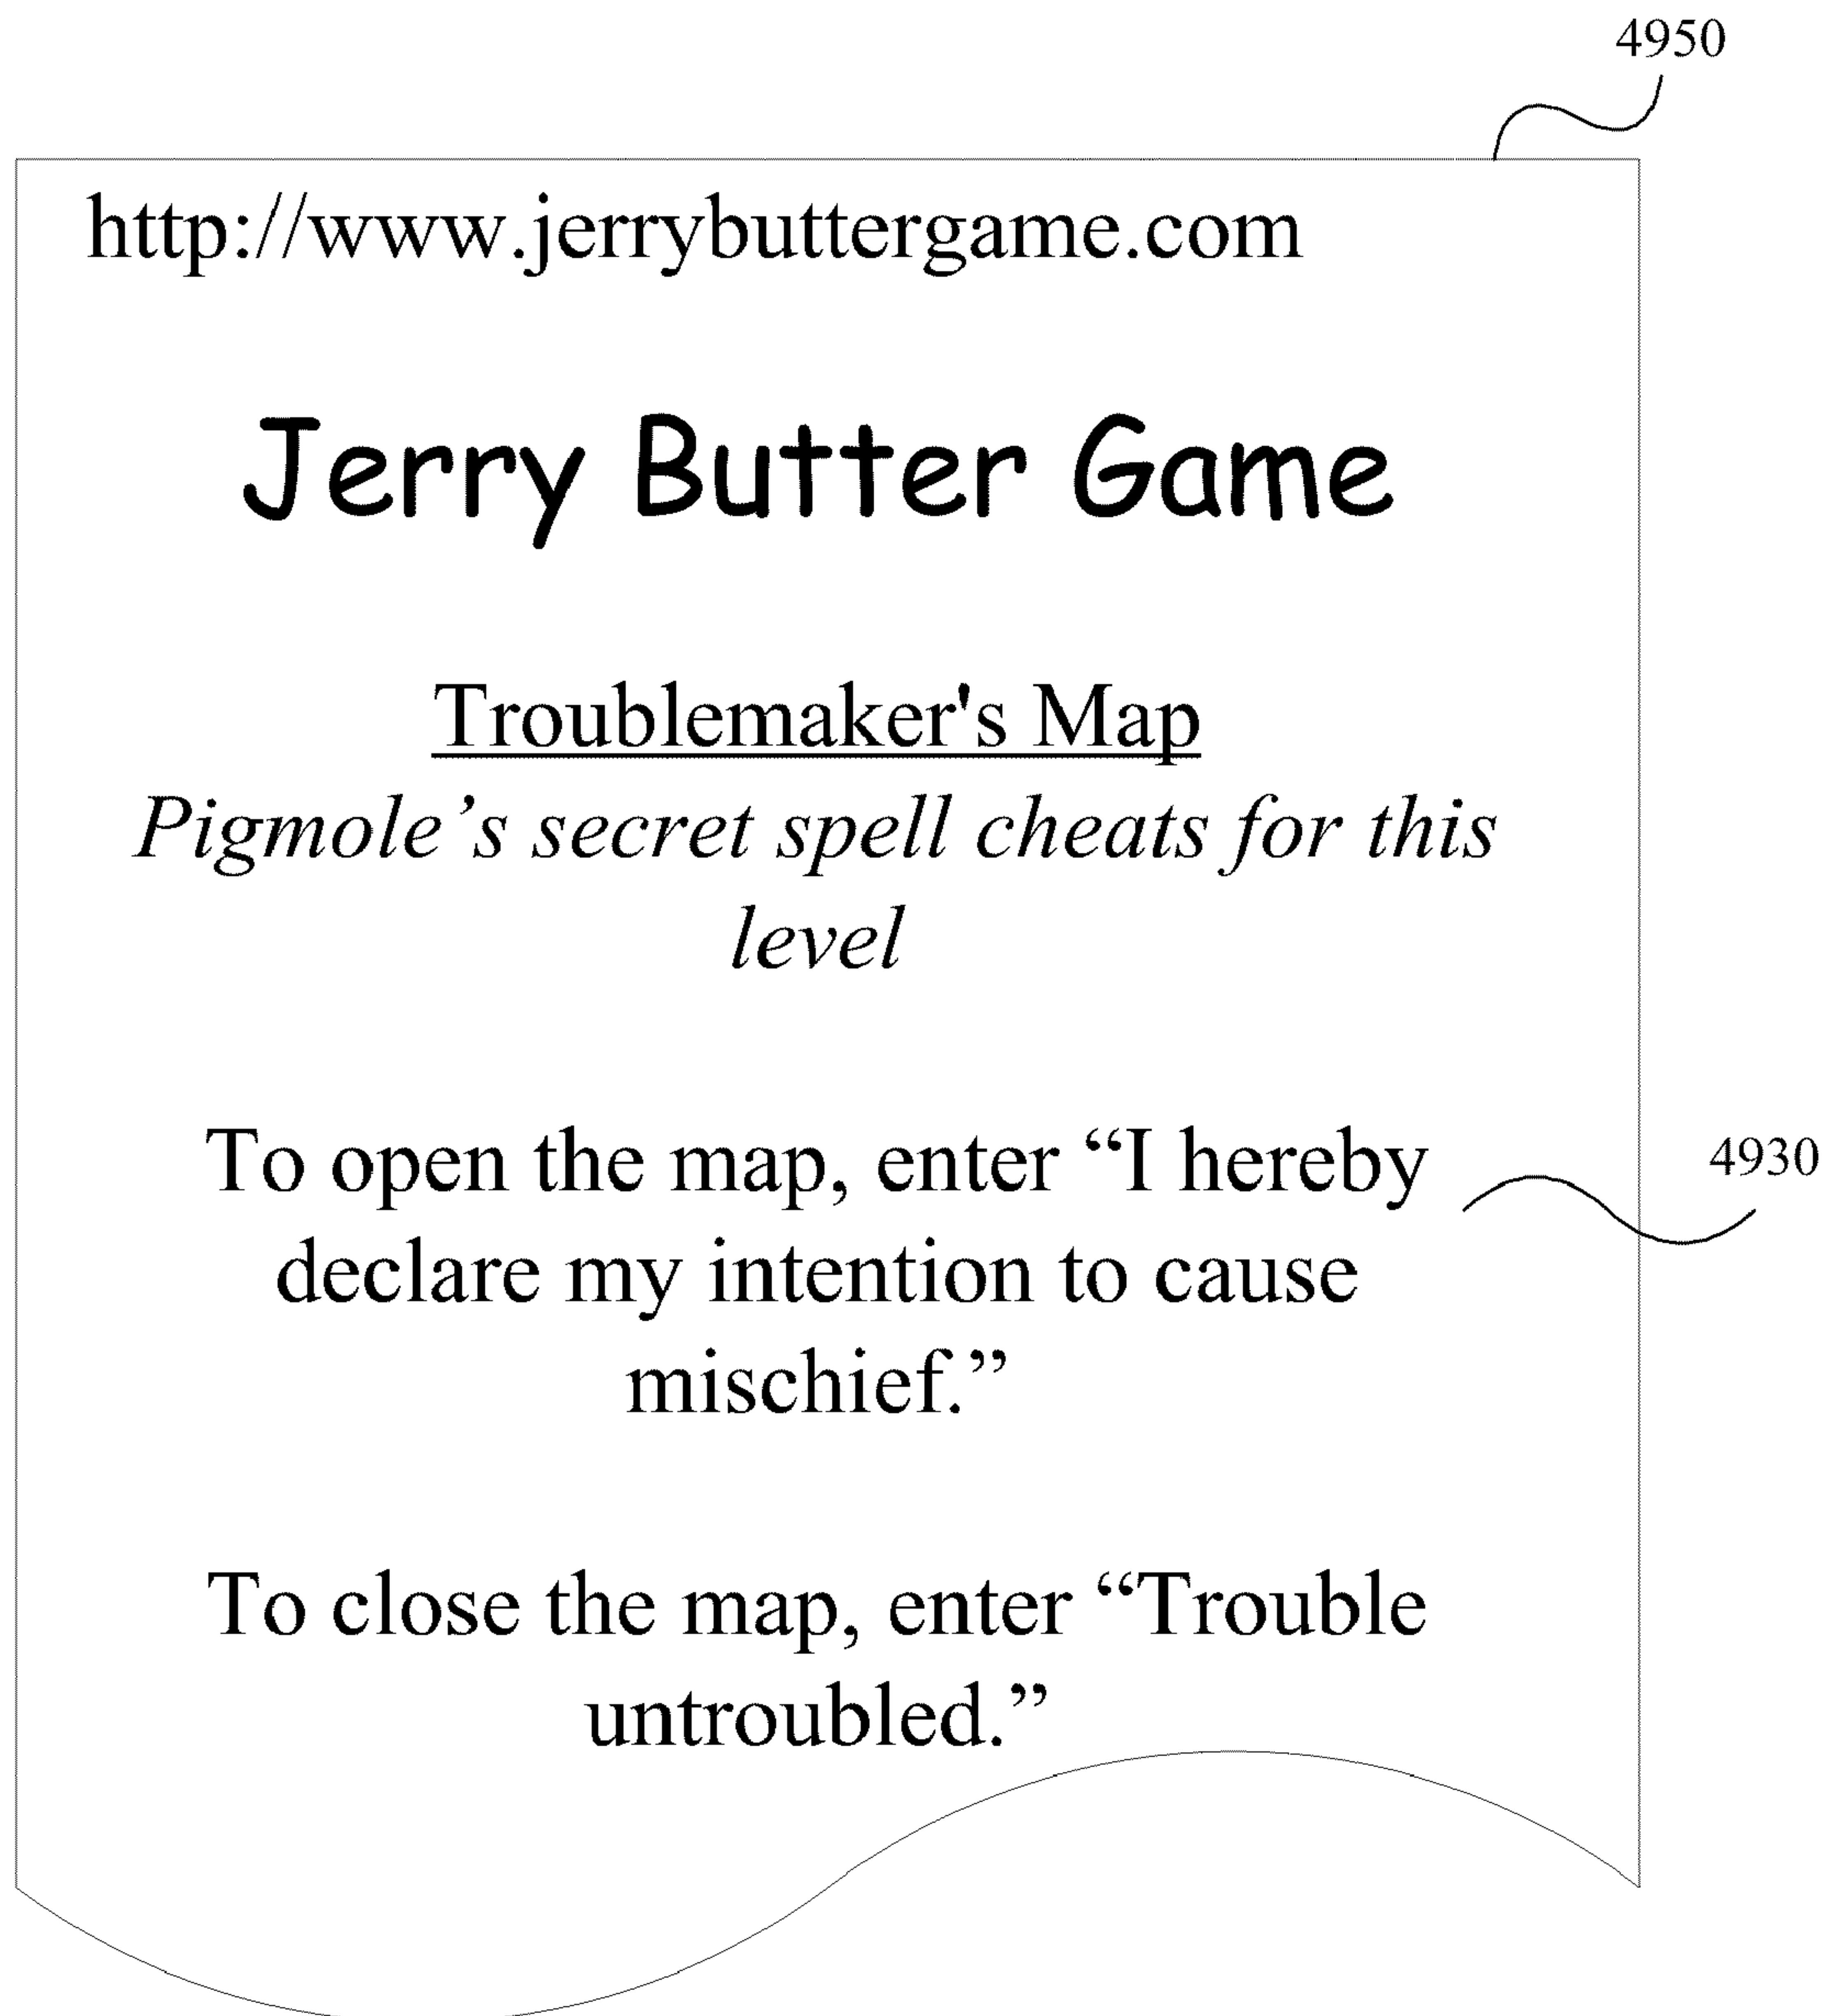 4950
http://www.jerrybuttergame.com
Jerry Butter Game
Troublemaker's Map
Pigmole’s secret spell cheats for this
level
To open the map, enter “I hereby
4930
declare my intention to cause
mischief.”
To close the map, enter “Trouble
untroubled.”